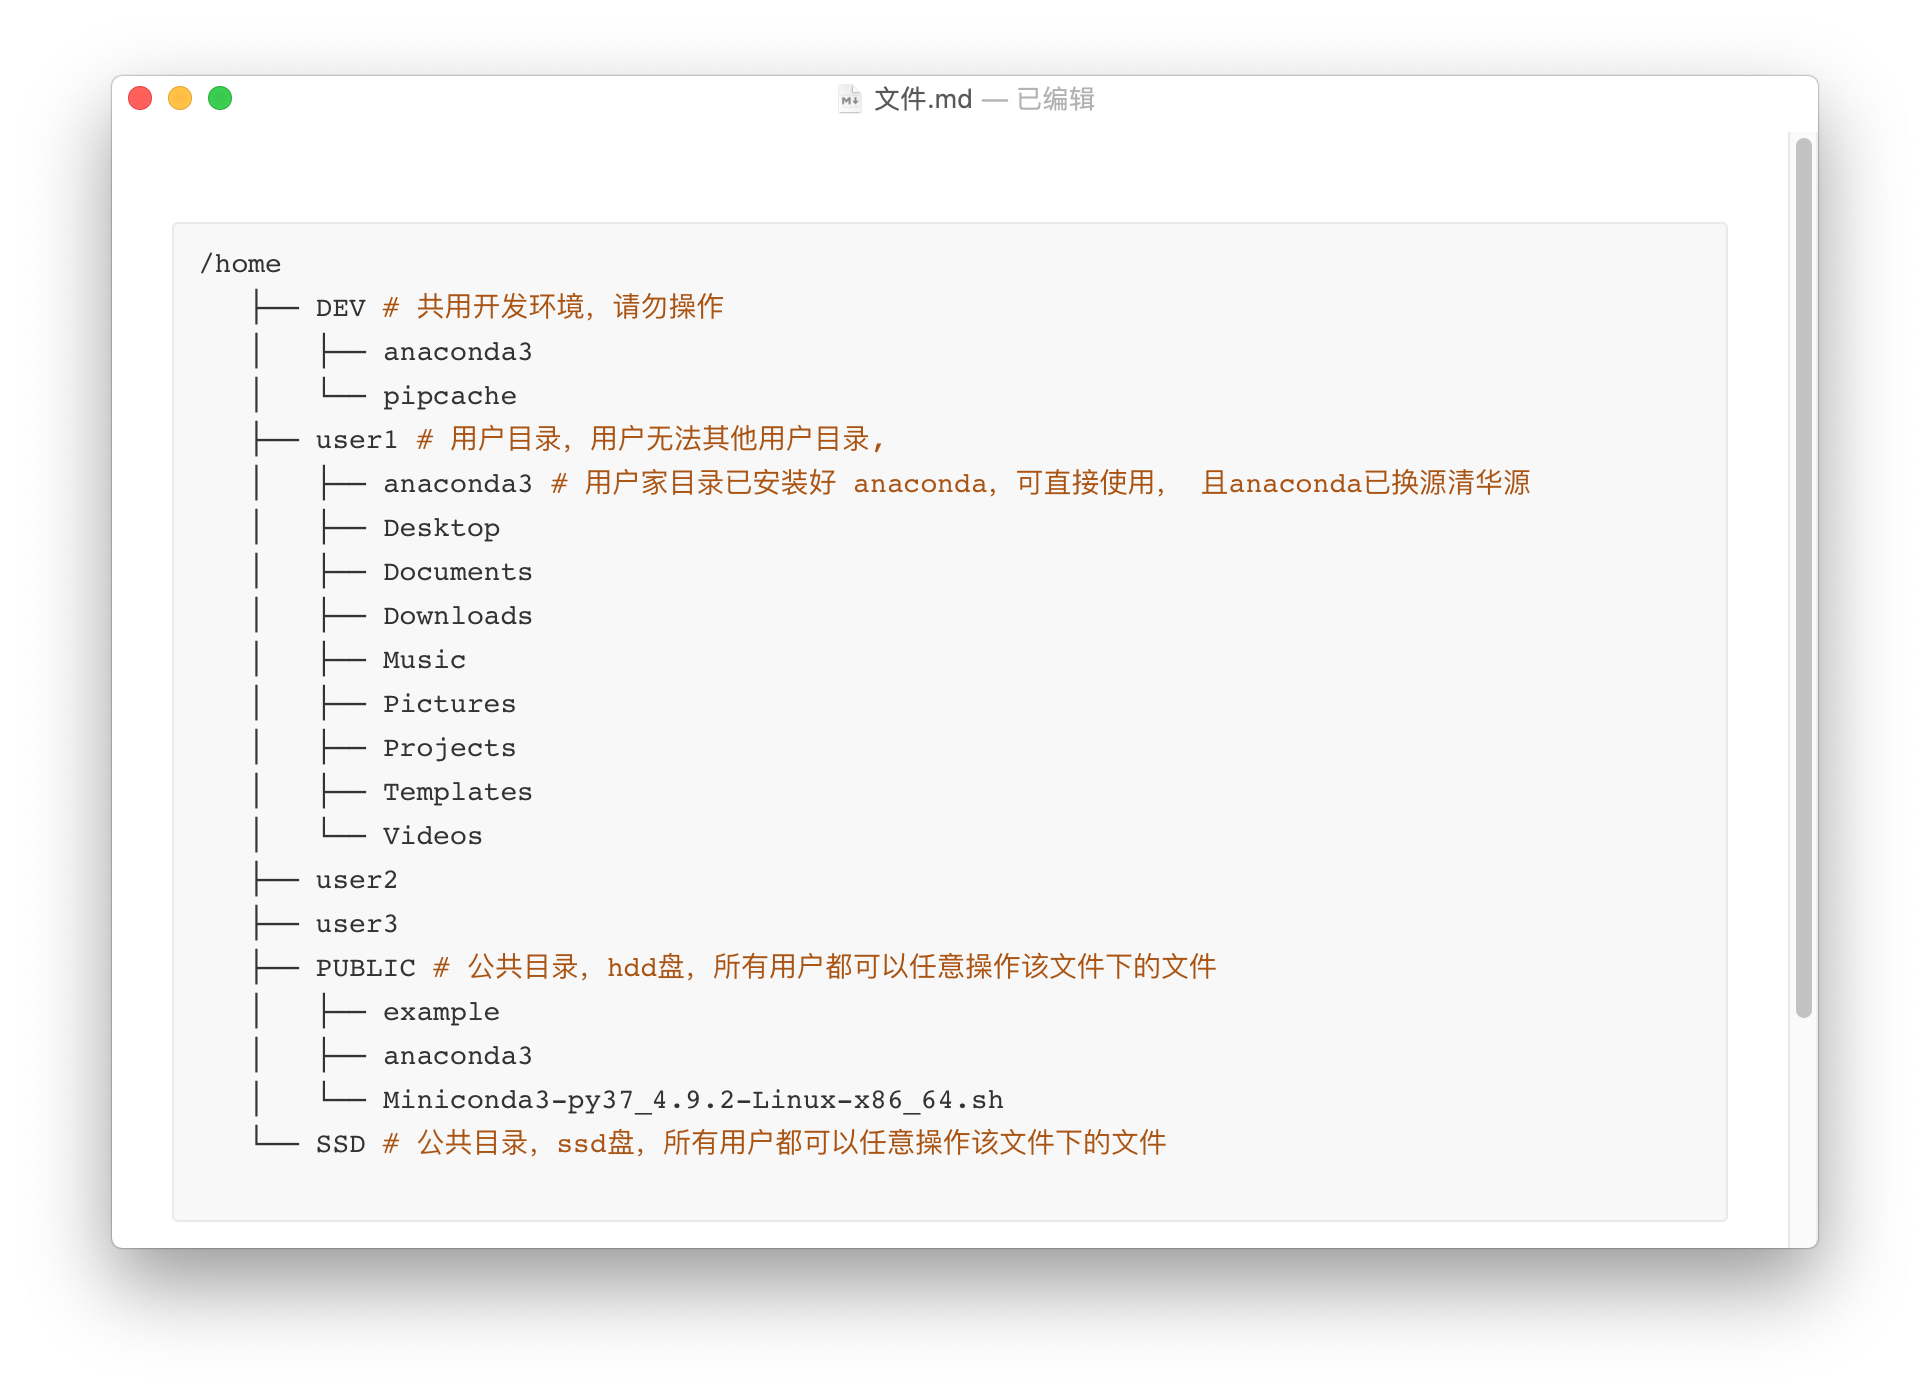 文件.md — 已编辑
/home
├── DEV # 共用开发环境，请勿操作
│   ├── anaconda3
│   └── pipcache
├── user1 # 用户目录，用户无法其他用户目录,
│   ├── anaconda3 # 用户家目录已安装好 anaconda，可直接使用， 且anaconda已换源清华源
│   ├── Desktop
│   ├── Documents
│   ├── Downloads
│   ├── Music
│   ├── Pictures
│   ├── Projects
│   ├── Templates
│   └── Videos
├── user2
├── user3
├── PUBLIC # 公共目录，hdd盘，所有用户都可以任意操作该文件下的文件
│   ├── example
│   ├── anaconda3
│   └── Miniconda3-py37_4.9.2-Linux-x86_64.sh
└── SSD # 公共目录，ssd盘，所有用户都可以任意操作该文件下的文件